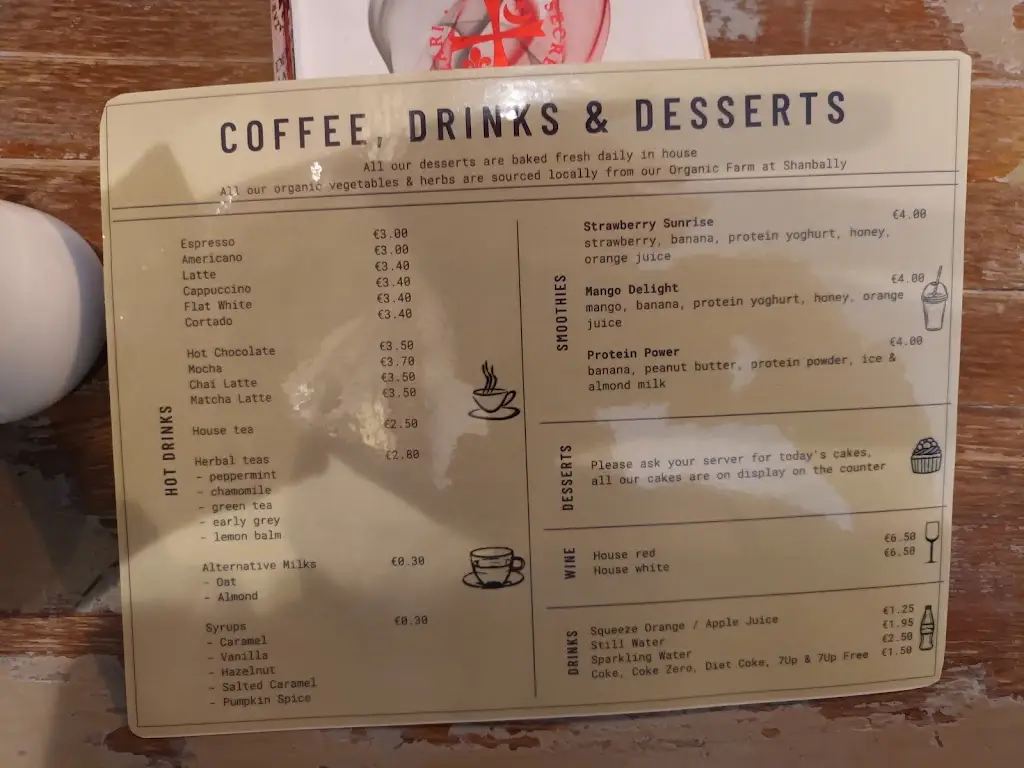 COFFEE, DRINKS & DESSERTS
All our desserts are baked fresh daily in house
All our organic vegetables & herbs are sourced locally from our Organic Farm at Shanbally
HOT DRINKS
Espresso €3.00
Americano €3.00
Latte €3.40
Cappuccino €3.40
Flat White €3.40
Cortado €3.40
Hot Chocolate €3.50
Mocha €3.70
Chai Latte €3.50
Matcha Latte €3.50
House tea €2.50
Herbal teas €2.80
- peppermint
- chamomile
- green tea
- early grey
- lemon balm
Alternative Milks €0.30
- Oat
- Almond
Syrups €0.30
- Caramel
- Vanilla
- Hazelnut
- Salted Caramel
- Pumpkin Spice
SMOOTHIES
Strawberry Sunrise €4.00
strawberry, banana, protein yoghurt, honey,
orange juice
Mango Delight €4.00
mango, banana, protein yoghurt, honey, orange
juice
Protein Power €4.00
banana, peanut butter, protein powder, ice &
almond milk
DESSERTS
Please ask your server for today's cakes,
all our cakes are on display on the counter
WINE
House red €6.50
House white €6.50
DRINKS
Squeeze Orange / Apple Juice €1.25
Still Water €1.95
Sparkling Water €2.50
Coke, Coke Zero, Diet Coke, 7Up & 7Up Free €1.50